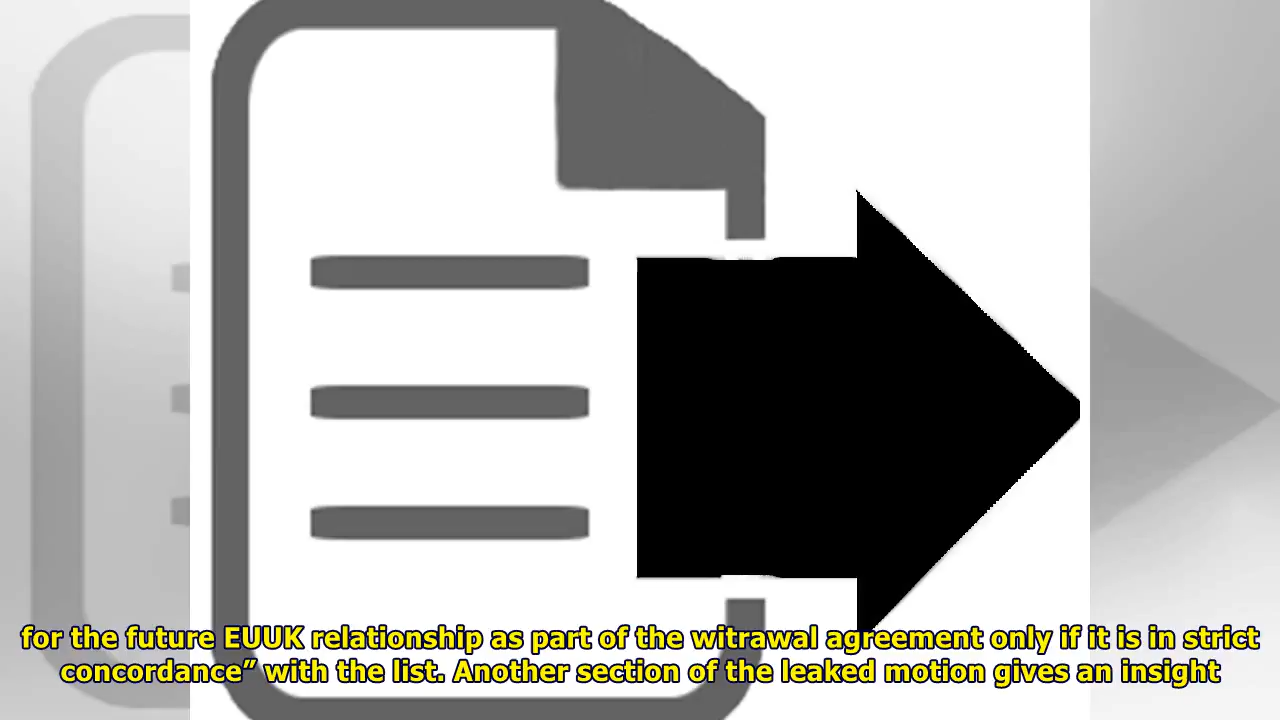 for the future EUUK relationship as part of the witrawal agreement only if it is in strict
concordance” with the list. Another section of the leaked motion gives an insight